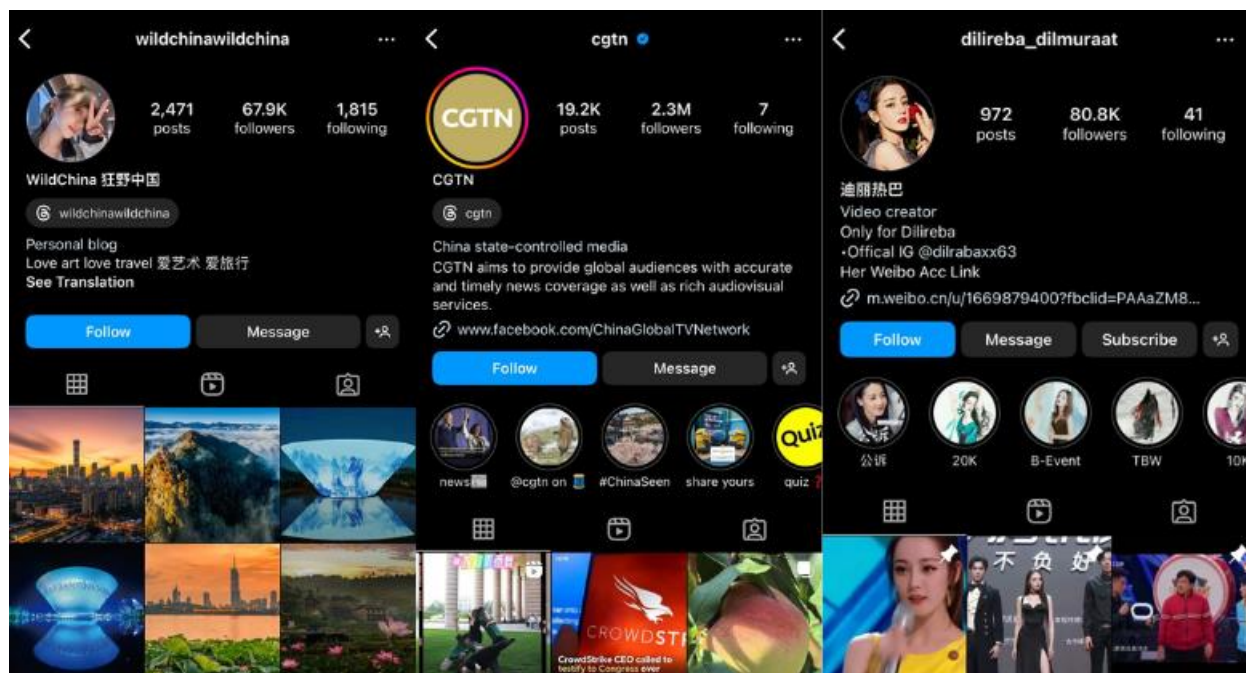 wildchinawildchina
2,471 67.9K 1,815
posts followers following
WildChina 狂野中国
wildchinawildchina
Personal blog
Love art love travel 爱艺术 爱旅行
See Translation
Follow Message
cgtn
CGTN
19.2K 2.3M 7
posts followers following
CGTN
cgtn
China state-controlled media
CGTN aims to provide global audiences with accurate
and timely news coverage as well as rich audiovisual
services.
www.facebook.com/ChinaGlobalTVNetwork
Follow Message
Quiz
news @cgtn on #ChinaSeen share yours quiz
CROWDSTR
CrowdStrike CEO called to
testify to Congress over
dilireba_dilmuraat
972 80.8K 41
posts followers following
迪丽热巴
Video creator
Only for Dilireba
•Offical IG @dilrabaxx63
Her Weibo Acc Link
m.weibo.cn/u/1669879400?fbclid=PAAaZM8...
Follow Message Subscribe
公诉 20K B-Event TBW 10K
不负好